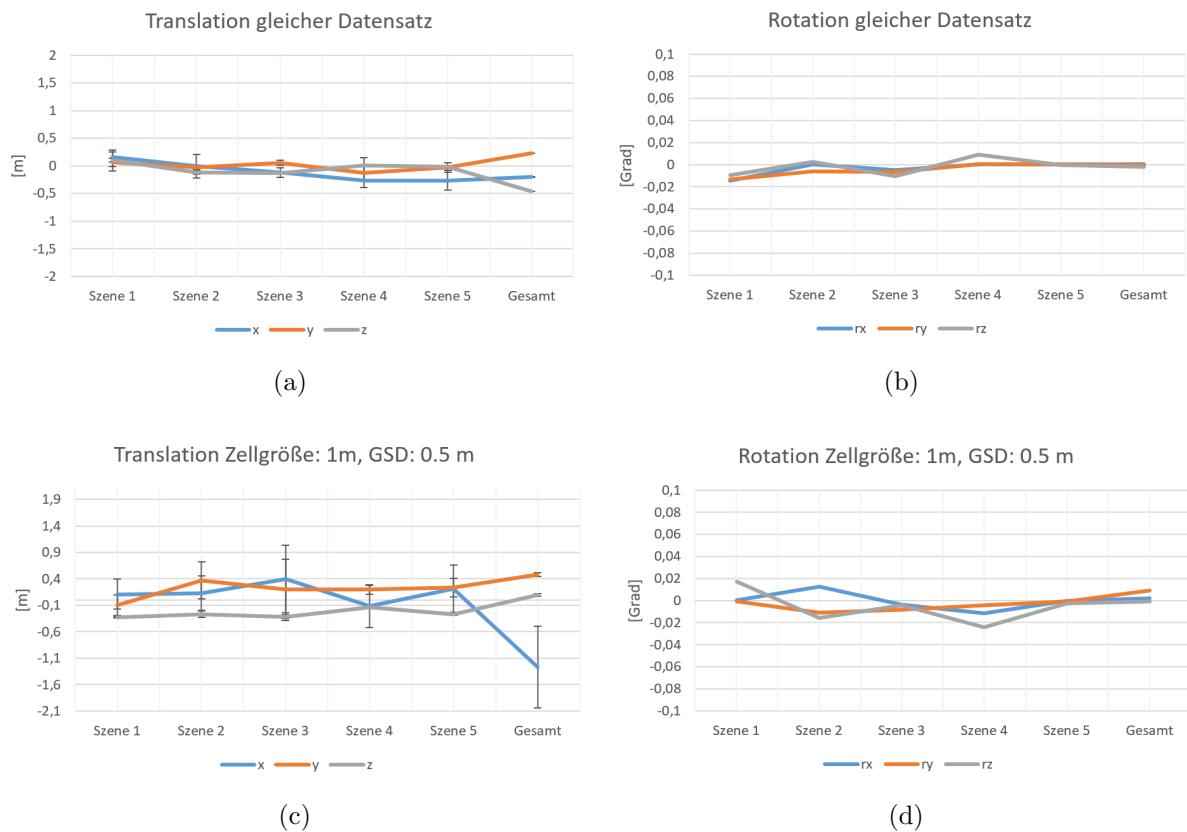 Translation gleicher Datensatz
2
1,5
1
0,5
0
-0,5
-1
-1,5
-2
[m]
Szene 1 Szene 2 Szene 3 Szene 4 Szene 5 Gesamt
x y z
(a)
Rotation gleicher Datensatz
0,1
0,08
0,06
0,04
0,02
0
-0,02
-0,04
-0,06
-0,08
-0,1
[Grad]
Szene 1 Szene 2 Szene 3 Szene 4 Szene 5 Gesamt
rx ry rz
(b)
Translation Zellgröße: 1m, GSD: 0.5 m
1,9
1,4
0,9
0,4
-0,1
-0,6
-1,1
-1,6
-2,1
[m]
Szene 1 Szene 2 Szene 3 Szene 4 Szene 5 Gesamt
x y z
(c)
Rotation Zellgröße: 1m, GSD: 0.5 m
0,1
0,08
0,06
0,04
0,02
0
-0,02
-0,04
-0,06
-0,08
-0,1
[Grad]
Szene 1 Szene 2 Szene 3 Szene 4 Szene 5 Gesamt
rx ry rz
(d)